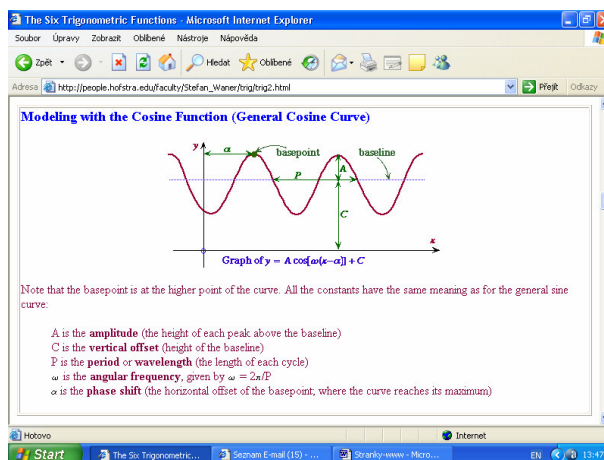 The Six Trigonometric Functions - Microsoft Internet Explorer
Soubor Úpravy Zobrazit Oblíbené Nástroje Nápověda
Zpět Hledat Oblíbené
Adresa http://people.hofstra.edu/faculty/Stefan_Waner/trig/trig2.html Přejít Odkazy
Modeling with the Cosine Function (General Cosine Curve)
y α basepoint baseline
P A
C
x
Graph of y = A cos[ω(x-α)] + C
Note that the basepoint is at the higher point of the curve. All the constants have the same meaning as for the general sine
curve:
A is the amplitude (the height of each peak above the baseline)
C is the vertical offset (height of the baseline)
P is the period or wavelength (the length of each cycle)
ω is the angular frequency, given by ω = 2π/P
α is the phase shift (the horizontal offset of the basepoint; where the curve reaches its maximum)
Hotovo Internet
Start The Six Trigonometric... Seznam E-mail (15) - ... Stranky-www - Micro... EN 13:47